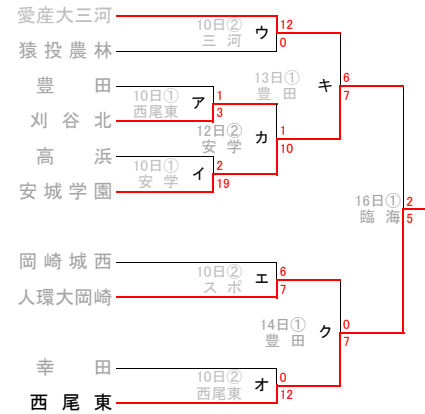 愛産大三河
猿投農林
豊田
刈谷北
高浜
安城学園
岡崎城西
人環大岡崎
幸田
西尾東
10日②
三河
ウ
12
0
10日①
西尾東
ア
1
3
10日①
安学
イ
2
19
12日②
安学
カ
1
10
13日①
豊田
キ
6
7
16日①
臨海
2
5
10日②
スポ
エ
6
7
14日①
豊田
ク
0
7
10日②
西尾東
オ
0
12